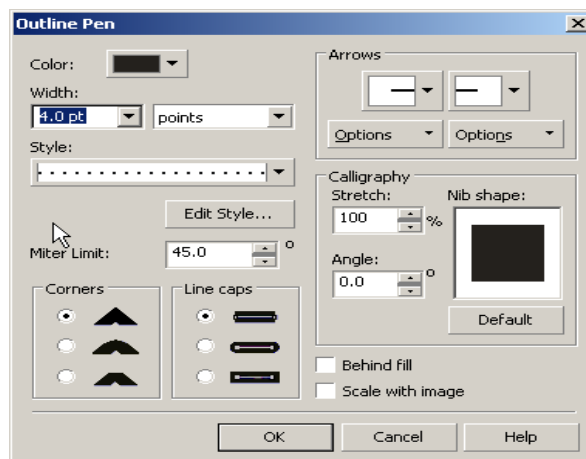 Outline Pen
Color:
Width:
4.0 pt
points
Style:
Edit Style...
Miter Limit:
45.0
°
Corners
Line caps
Arrows
Options
Options
Calligraphy
Stretch:
100
%
Angle:
0.0
°
Nib shape:
Default
Behind fill
Scale with image
OK
Cancel
Help